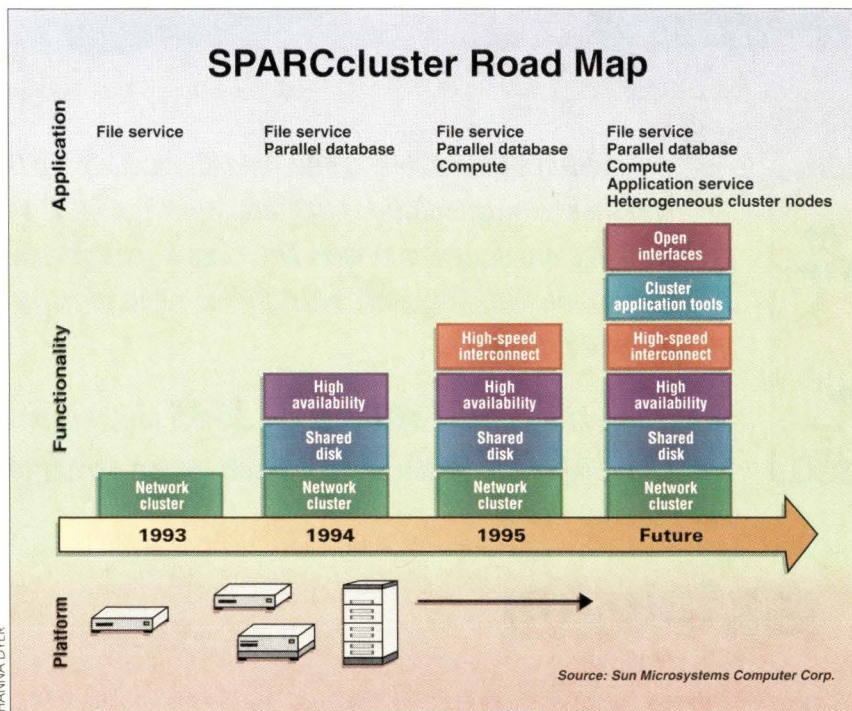 SPARCcluster Road Map
Application
File service
File service
Parallel database
File service
Parallel database
Compute
File service
Parallel database
Compute
Application service
Heterogeneous cluster nodes
Functionality
Network
cluster
High
availability
Shared
disk
Network
cluster
High-speed
interconnect
High
availability
Shared
disk
Network
cluster
Open
interfaces
Cluster
application tools
High-speed
interconnect
High
availability
Shared
disk
Network
cluster
1993
1994
1995
Future
Platform
Source: Sun Microsystems Computer Corp.